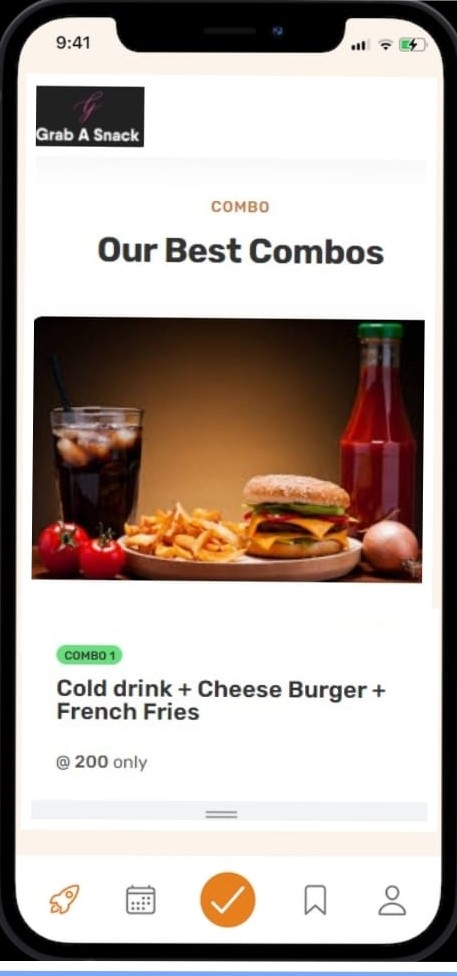 9:41
G
Grab A Snack
COMBO
Our Best Combos
COMBO 1
Cold drink + Cheese Burger +
French Fries
@ 200 only